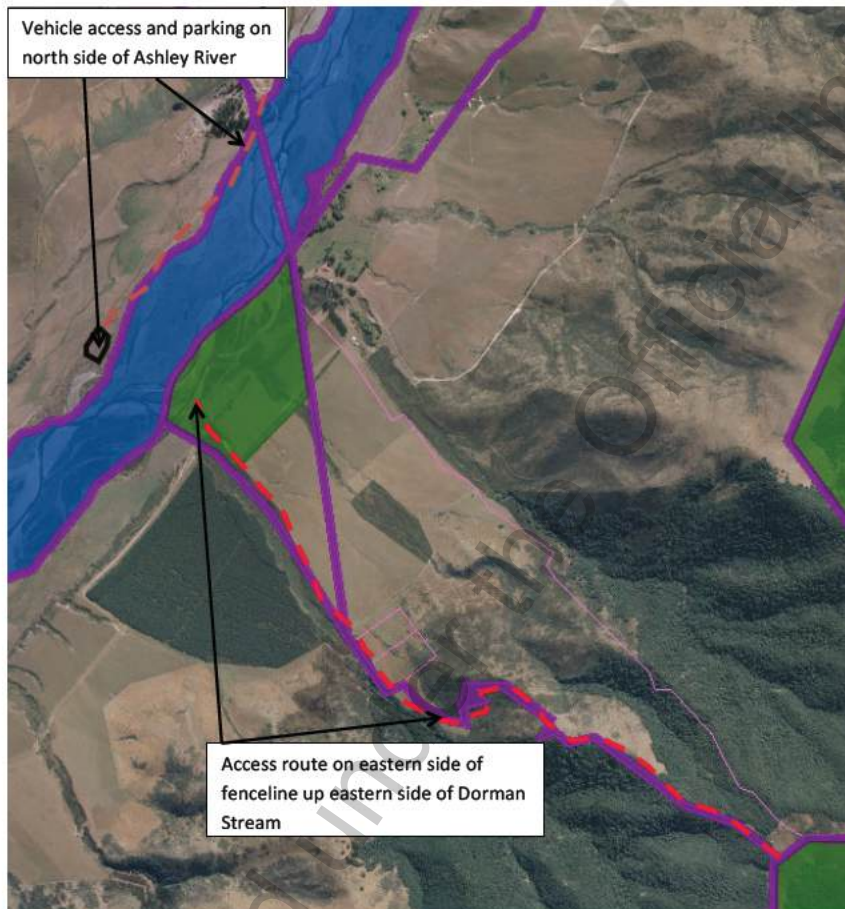 Vehicle access and parking on
north side of Ashley River
Access route on eastern side of
fenceline up eastern side of Dorman
Stream